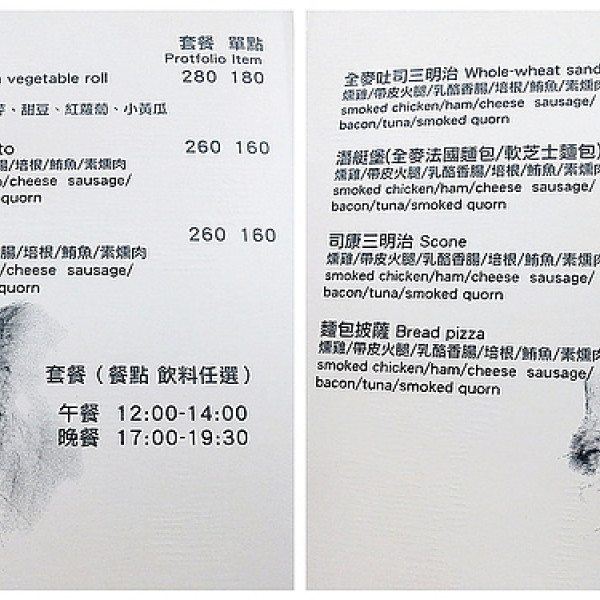 套餐 單點
Protfolio Item
vegetable roll 280 180
、甜豆、紅蘿蔔、小黃瓜
to 260 160
腸/培根/鮪魚/素燻肉
/cheese sausage/
quorn
260 160
腸/培根/鮪魚/素燻肉
/cheese sausage/
quorn
套餐（餐點 飲料任選）
午餐 12:00-14:00
晚餐 17:00-19:30
全麥吐司三明治 Whole-wheat sand
燻雞/帶皮火腿/乳酪香腸/培根/鮪魚/素燻
smoked chicken/ham/cheese sausage/
bacon/tuna/smoked quorn
潛艇堡(全麥法國麵包/軟芝士麵包)
燻雞/帶皮火腿/乳酪香腸/培根/鮪魚/素燻
smoked chicken/ham/cheese sausage/
bacon/tuna/smoked quorn
司康三明治 Scone
燻雞/帶皮火腿/乳酪香腸/培根/鮪魚/素燻
smoked chicken/ham/cheese sausage/
bacon/tuna/smoked quorn
麵包披薩 Bread pizza
燻雞/帶皮火腿/乳酪香腸/培根/鮪魚/素燻
smoked chicken/ham/cheese sausage/
bacon/tuna/smoked quorn